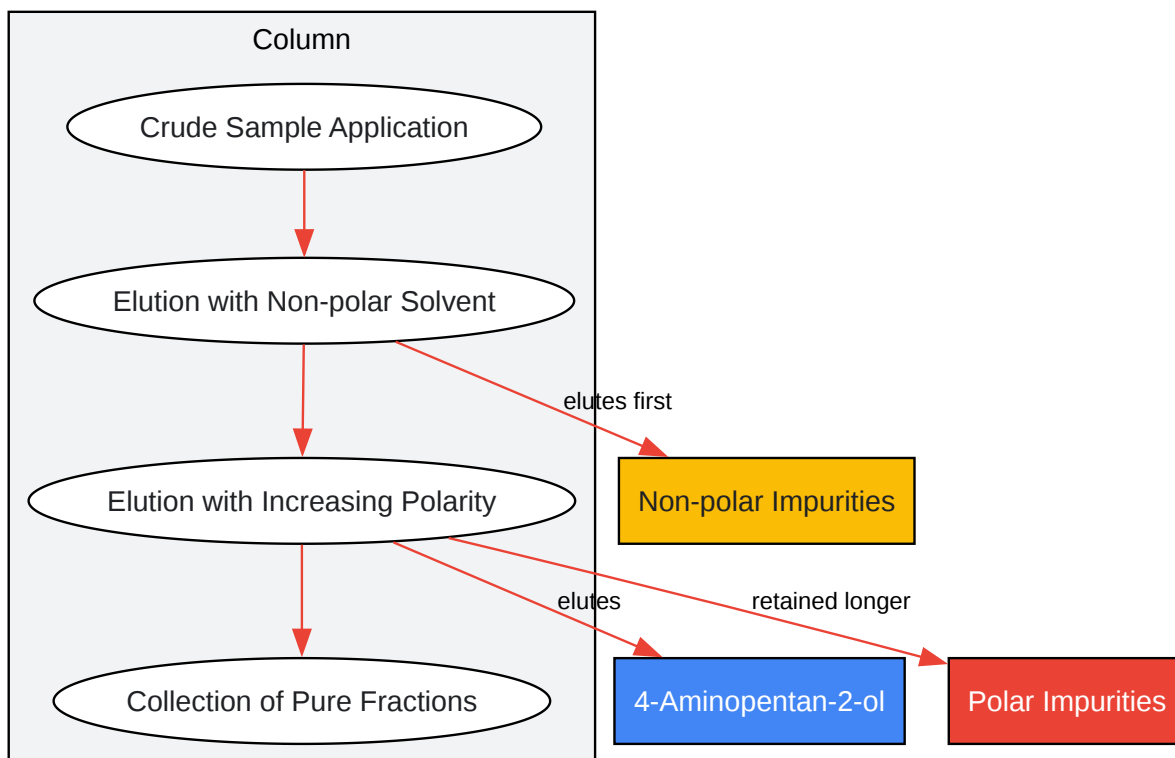 Column
Crude Sample Application
Elution with Non-polar Solvent
elutes first
Elution with Increasing Polarity
Non-polar Impurities
elutes
retained longer
Collection of Pure Fractions
4-Aminopentan-2-ol
Polar Impurities